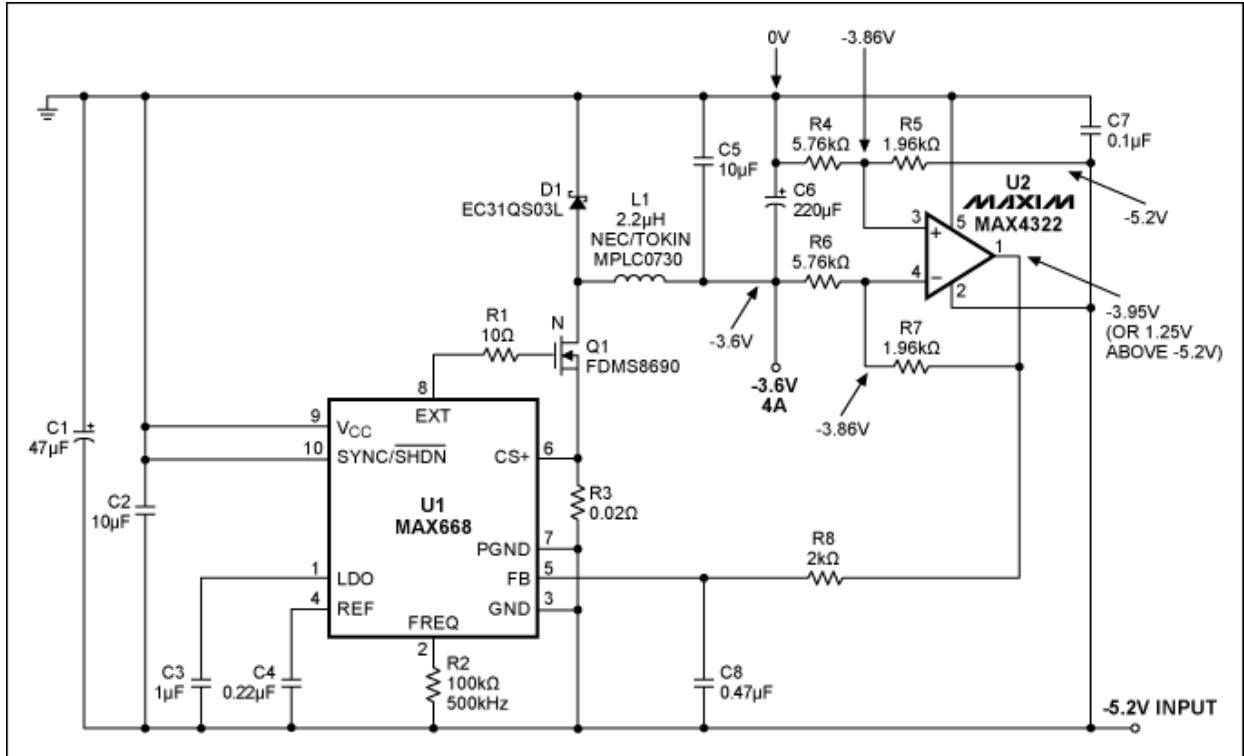 0V
-3.86V
R4
5.76kΩ
R5
1.96kΩ
C7
0.1µF
C5
10µF
D1
EC31QS03L
L1
2.2µH
NEC/TOKIN
MPLC0730
C6
220µF
U2
MAXIM
MAX4322
-5.2V
3
+
5
1
4
−
2
R6
5.76kΩ
-3.95V
(OR 1.25V
ABOVE -5.2V)
R7
1.96kΩ
-3.6V
-3.6V
4A
-3.86V
R1
10Ω
N
Q1
FDMS8690
8
EXT
C1
47µF
+
9
VCC
10
SYNC/SHDN
CS+
6
C2
10µF
U1
MAX668
R3
0.02Ω
PGND
7
1
LDO
FB
5
R8
2kΩ
4
REF
GND
3
FREQ
2
C3
1µF
C4
0.22µF
R2
100kΩ
500kHz
C8
0.47µF
-5.2V INPUT